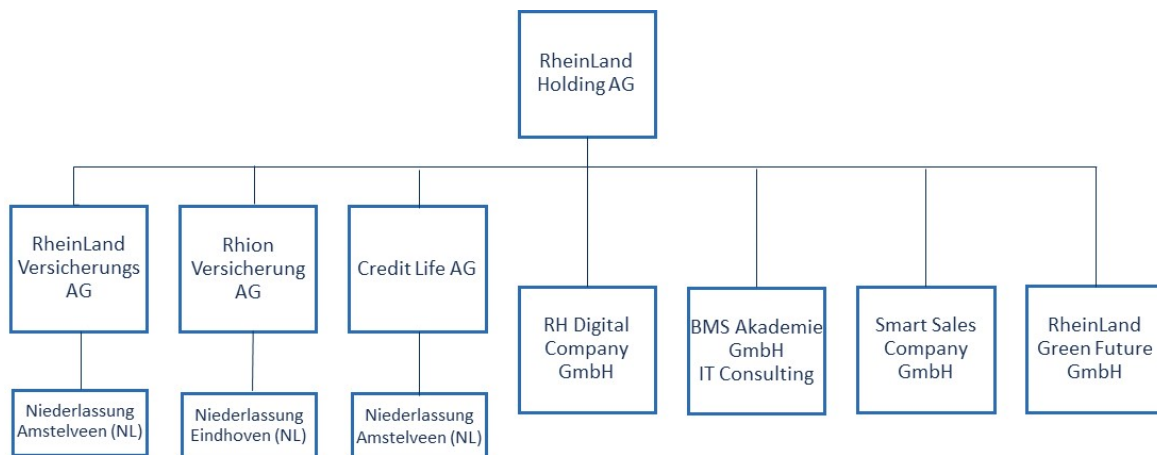 RheinLand
Holding AG
RheinLand
Versicherungs
AG
Rhion
Versicherung
AG
Credit Life AG
RH Digital
Company
GmbH
BMS Akademie
GmbH
IT Consulting
Smart Sales
Company
GmbH
RheinLand
Green Future
GmbH
Niederlassung
Amstelveen (NL)
Niederlassung
Eindhoven (NL)
Niederlassung
Amstelveen (NL)